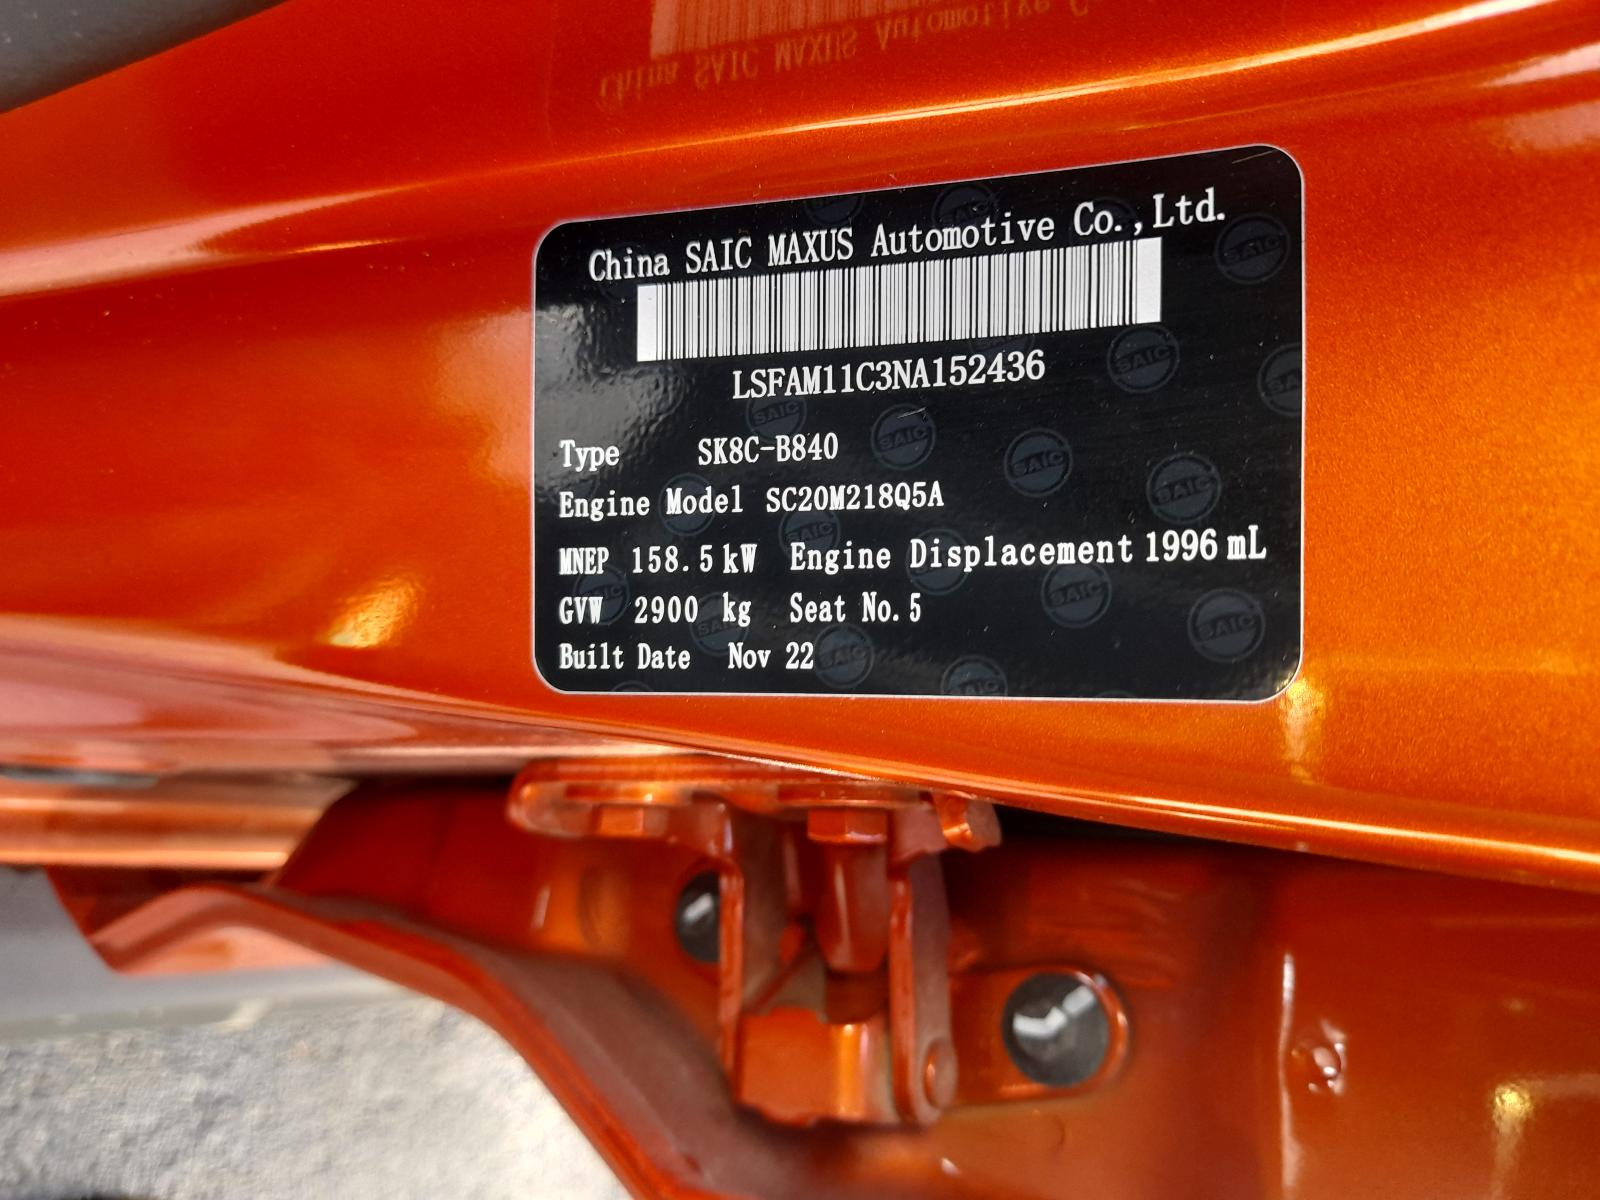 China SAIC MAXUS Automotive Co.,Ltd.
LSFAM11C3NA152436
Type SK8C-B840
Engine Model SC20M218Q5A
MNEP 158.5 kW Engine Displacement 1996 mL
GVW 2900 kg Seat No. 5
Built Date Nov 22